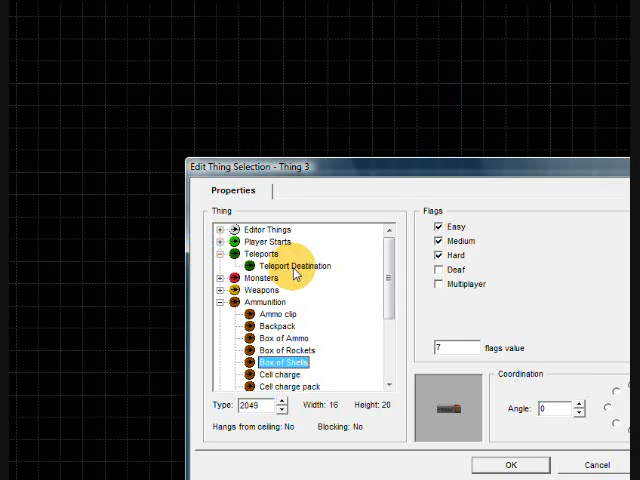 Edit Thing Selection - Thing 3
Properties
Thing
Editor Things
Player Starts
Teleports
Teleport Destination
Monsters
Weapons
Ammunition
Ammo clip
Backpack
Box of Ammo
Box of Rockets
Box of Shells
Cell charge
Cell charge pack
Type: 2049 Width: 16 Height: 20
Hangs from ceiling: No Blocking: No
Flags
Easy
Medium
Hard
Deaf
Multiplayer
7 flags value
Coordination
Angle: 0
OK Cancel